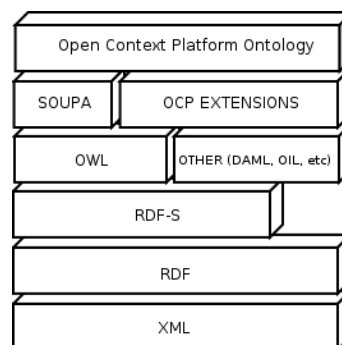 Open Context Platform Ontology
SOUPA
OCP EXTENSIONS
OWL
OTHER (DAML, OIL, etc)
RDF-S
RDF
XML